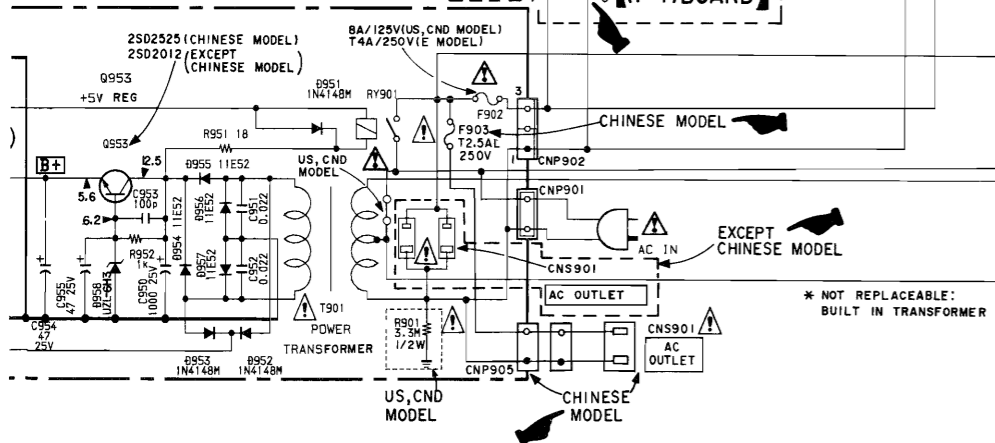 2SD2525(CHINESE MODEL)
2SD2012(EXCEPT
CHINESE MODEL)
8A/125V(US,CND MODEL)
T4A/250V(E MODEL)
Q953
+5V REG
D951
1N4148M
RY901
F902
3
F903
T2.5AL
250V
CHINESE MODEL
1
CNP902
Q953
R951 18
B+
12.5
D955 11ES2
US,CND
MODEL
CNP901
5.6
C953
100p
6.2
11ES2
D954
D956
11ES2
C951
0.022
AC IN
EXCEPT
CHINESE MODEL
R952
1k
D957
11ES2
C952
0.022
CNS901
C955
47 25V
D958
C950
1000 25V
AC OUTLET
* NOT REPLACEABLE:
BUILT IN TRANSFORMER
C954
47
25V
T901
POWER
TRANSFORMER
R901
3.3M
1/2W
CNS901
AC
OUTLET
D953
1N4148M
D952
1N4148M
CNP905
US,CND
MODEL
CHINESE
MODEL